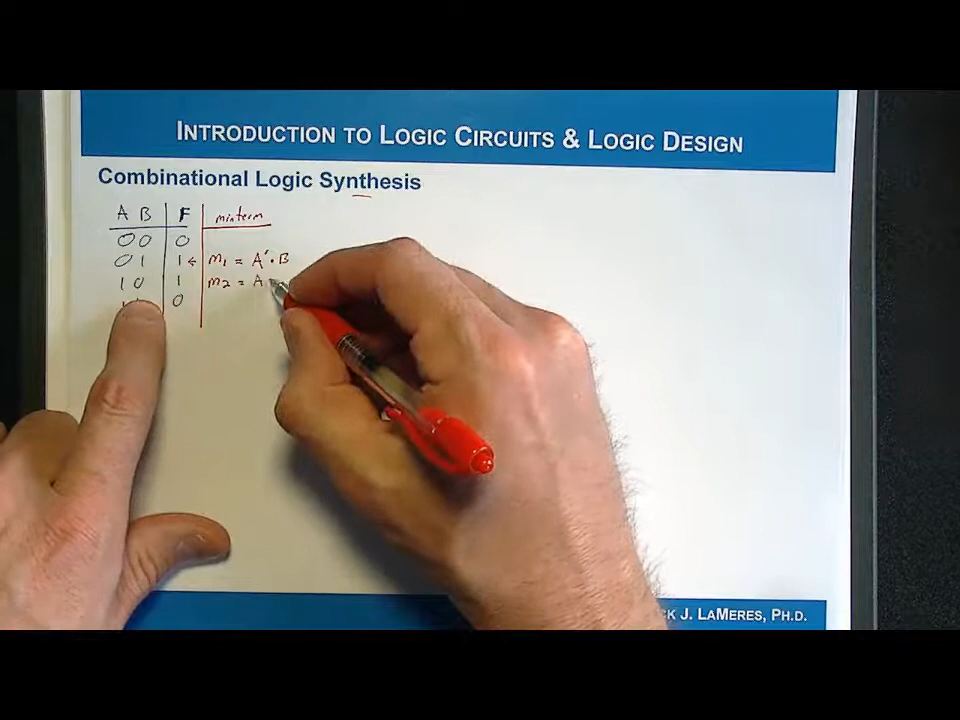 INTRODUCTION TO LOGIC CIRCUITS & LOGIC DESIGN
Combinational Logic Synthesis
A B F minterm
0 0 0
0 1 1 ← m1 = A'·B
1 0 1 m2 = A
0
J. LAMERES, PH.D.